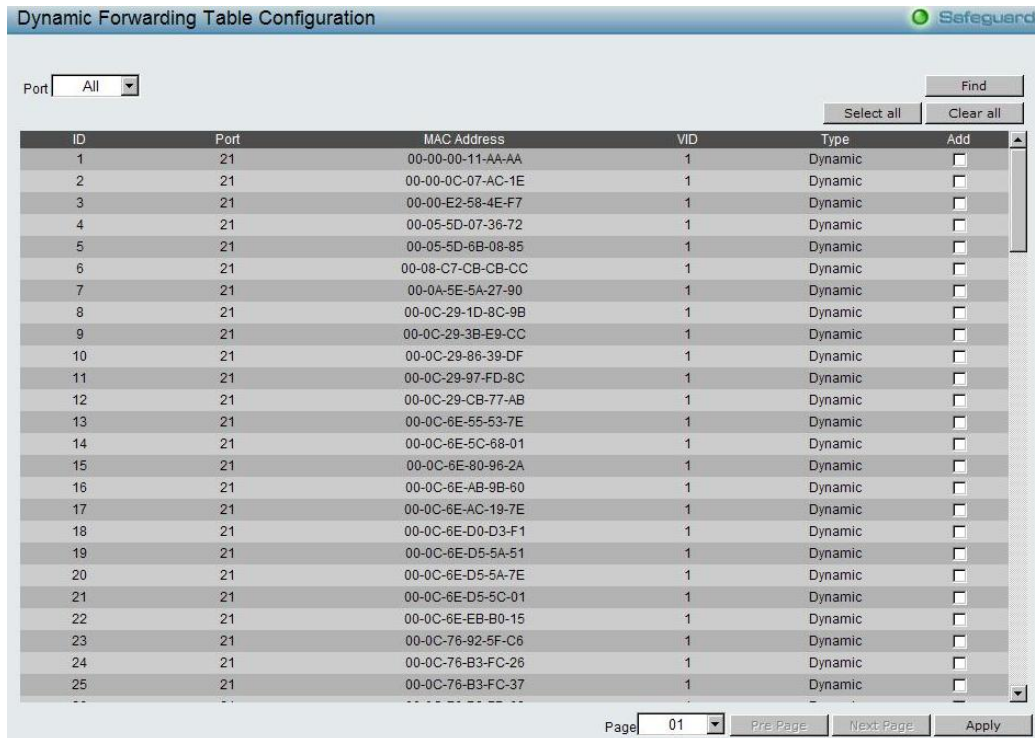 Dynamic Forwarding Table Configuration Safeguard
Port All
Find
Select all Clear all
ID Port MAC Address VID Type Add
1 21 00-00-00-11-AA-AA 1 Dynamic
2 21 00-00-0C-07-AC-1E 1 Dynamic
3 21 00-00-E2-58-4E-F7 1 Dynamic
4 21 00-05-5D-07-36-72 1 Dynamic
5 21 00-05-5D-6B-08-85 1 Dynamic
6 21 00-08-C7-CB-CB-CC 1 Dynamic
7 21 00-0A-5E-5A-27-90 1 Dynamic
8 21 00-0C-29-1D-8C-9B 1 Dynamic
9 21 00-0C-29-3B-E9-CC 1 Dynamic
10 21 00-0C-29-86-39-DF 1 Dynamic
11 21 00-0C-29-97-FD-8C 1 Dynamic
12 21 00-0C-29-CB-77-AB 1 Dynamic
13 21 00-0C-6E-55-53-7E 1 Dynamic
14 21 00-0C-6E-5C-68-01 1 Dynamic
15 21 00-0C-6E-80-96-2A 1 Dynamic
16 21 00-0C-6E-AB-9B-60 1 Dynamic
17 21 00-0C-6E-AC-19-7E 1 Dynamic
18 21 00-0C-6E-D0-D3-F1 1 Dynamic
19 21 00-0C-6E-D5-5A-51 1 Dynamic
20 21 00-0C-6E-D5-5A-7E 1 Dynamic
21 21 00-0C-6E-D5-5C-01 1 Dynamic
22 21 00-0C-6E-EB-B0-15 1 Dynamic
23 21 00-0C-76-92-5F-C6 1 Dynamic
24 21 00-0C-76-B3-FC-26 1 Dynamic
25 21 00-0C-76-B3-FC-37 1 Dynamic
Page 01 Pre Page Next Page Apply